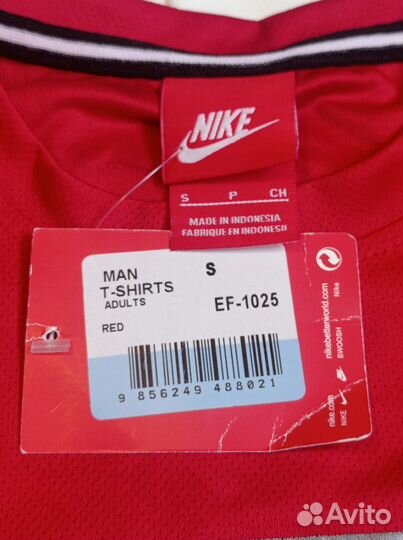 NIKE
S P CH
MADE IN INDONESIA
FABRIQUÉ EN INDONESIE
MAN S
T-SHIRTS
ADULTS
EF-1025
RED
9 856249 488021
nike.com nikebetterworld.com
NIKE SWOOSH Nike
Avito